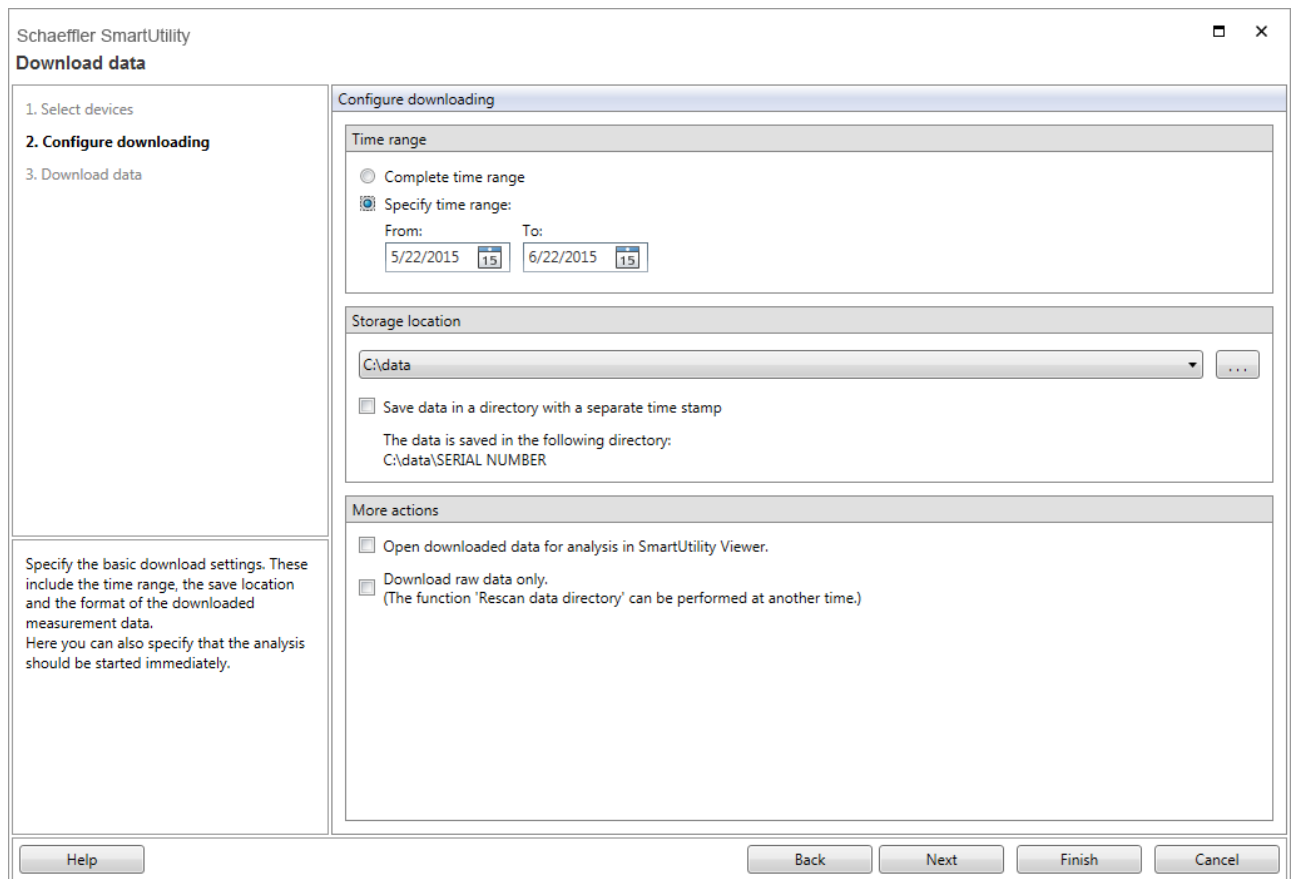 Schaeffler SmartUtility
Download data
1. Select devices
2. Configure downloading
3. Download data
Specify the basic download settings. These
include the time range, the save location
and the format of the downloaded
measurement data.
Here you can also specify that the analysis
should be started immediately.
Configure downloading
Time range
Complete time range
Specify time range:
From: To:
5/22/2015 15 6/22/2015 15
Storage location
C:\data ...
Save data in a directory with a separate time stamp
The data is saved in the following directory:
C:\data\SERIAL NUMBER
More actions
Open downloaded data for analysis in SmartUtility Viewer.
Download raw data only.
(The function 'Rescan data directory' can be performed at another time.)
Help Back Next Finish Cancel